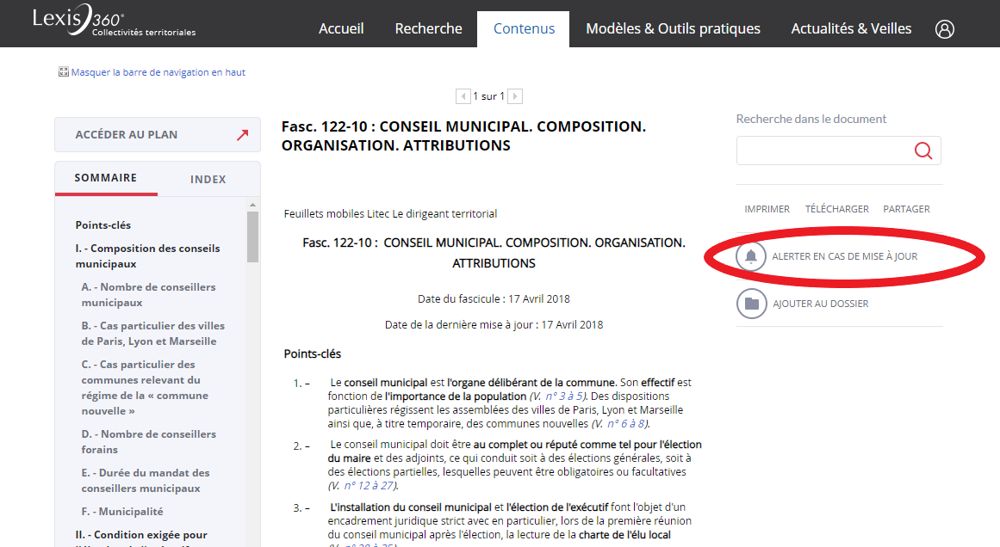 Lexis 360®
Collectivités territoriales
Accueil
Recherche
Contenus
Modèles & Outils pratiques
Actualités & Veilles
Masquer la barre de navigation en haut
1 sur 1
ACCÉDER AU PLAN
SOMMAIRE
INDEX
Points-clés
I. - Composition des conseils
municipaux
A. - Nombre de conseillers
municipaux
B. - Cas particulier des villes
de Paris, Lyon et Marseille
C. - Cas particulier des
communes relevant du
régime de la « commune
nouvelle »
D. - Nombre de conseillers
forains
E. - Durée du mandat des
conseillers municipaux
F. - Municipalité
II. - Condition exigée pour
Fasc. 122-10 : CONSEIL MUNICIPAL. COMPOSITION.
ORGANISATION. ATTRIBUTIONS
Feuillets mobiles Litec Le dirigeant territorial
Fasc. 122-10 : CONSEIL MUNICIPAL. COMPOSITION. ORGANISATION.
ATTRIBUTIONS
Date du fascicule : 17 Avril 2018
Date de la dernière mise à jour : 17 Avril 2018
Points-clés
1. – Le conseil municipal est l'organe délibérant de la commune. Son effectif est
fonction de l'importance de la population (V. n° 3 à 5). Des dispositions
particulières régissent les assemblées des villes de Paris, Lyon et Marseille
ainsi que, à titre temporaire, des communes nouvelles (V. n° 6 à 8).
2. – Le conseil municipal doit être au complet ou réputé comme tel pour l'élection
du maire et des adjoints, ce qui conduit soit à des élections générales, soit à
des élections partielles, lesquelles peuvent être obligatoires ou facultatives
(V. n° 12 à 27).
3. – L'installation du conseil municipal et l'élection de l'exécutif font l'objet d'un
encadrement juridique strict avec en particulier, lors de la première réunion
du conseil municipal après l'élection, la lecture de la charte de l'élu local
Recherche dans le document
IMPRIMER
TÉLÉCHARGER
PARTAGER
ALERTER EN CAS DE MISE À JOUR
AJOUTER AU DOSSIER